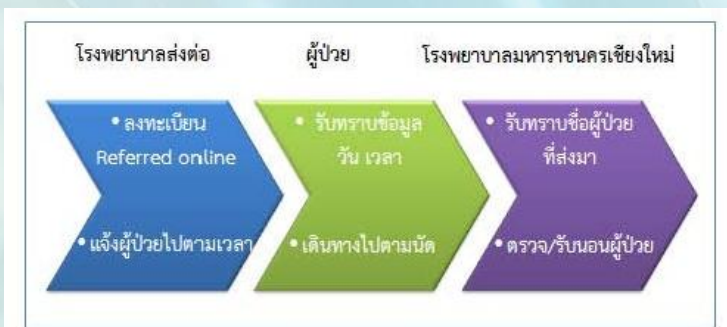 โรงพยาบาลส่งต่อ
ผู้ป่วย
โรงพยาบาลมหาราชนครเชียงใหม่
• ลงทะเบียน
Referred online
• แจ้งผู้ป่วยไปตามเวลา
• รับทราบข้อมูล
วัน เวลา
• เดินทางไปตามนัด
• รับทราบชื่อผู้ป่วย
ที่ส่งมา
• ตรวจ/รับนอนผู้ป่วย